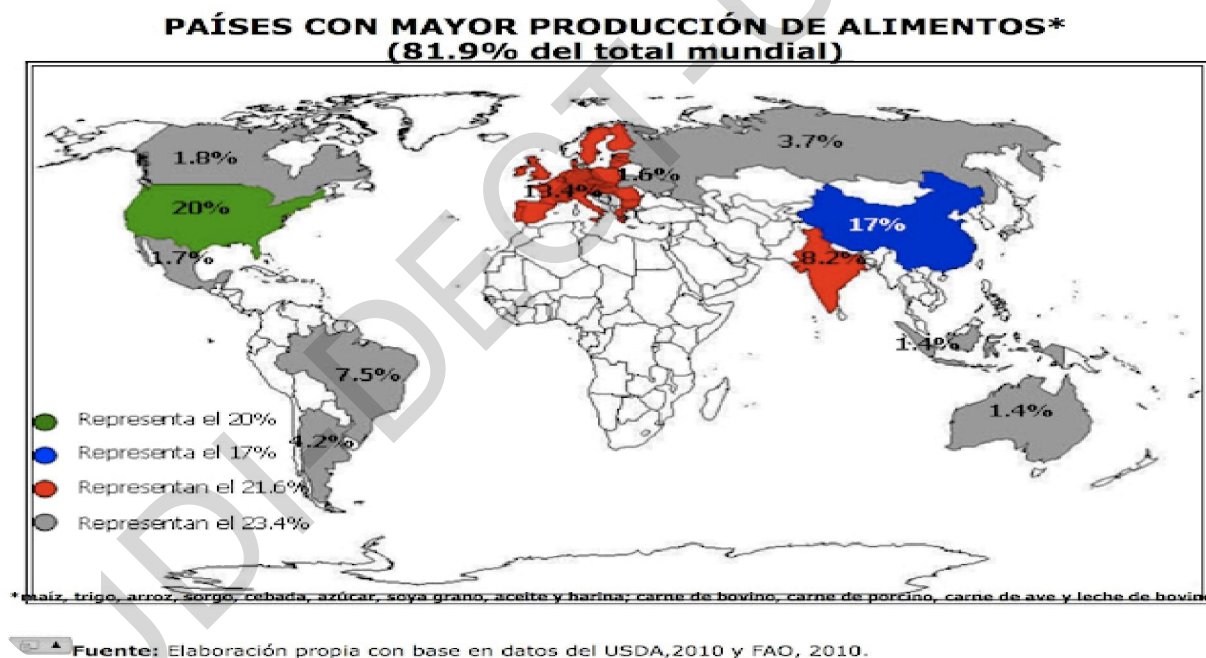 PAÍSES CON MAYOR PRODUCCIÓN DE ALIMENTOS*
(81.9% del total mundial)
1.8%
3.7%
1.6%
13.4%
20%
17%
1.7%
8.2%
1.4%
7.5%
1.4%
4.2%
Representa el 20%
Representa el 17%
Representan el 21.6%
Representan el 23.4%
*maíz, trigo, arroz, sorgo, cebada, azúcar, soya grano, aceite y harina; carne de bovino, carne de porcino, carne de ave y leche de bovino
Fuente: Elaboración propia con base en datos del USDA,2010 y FAO, 2010.